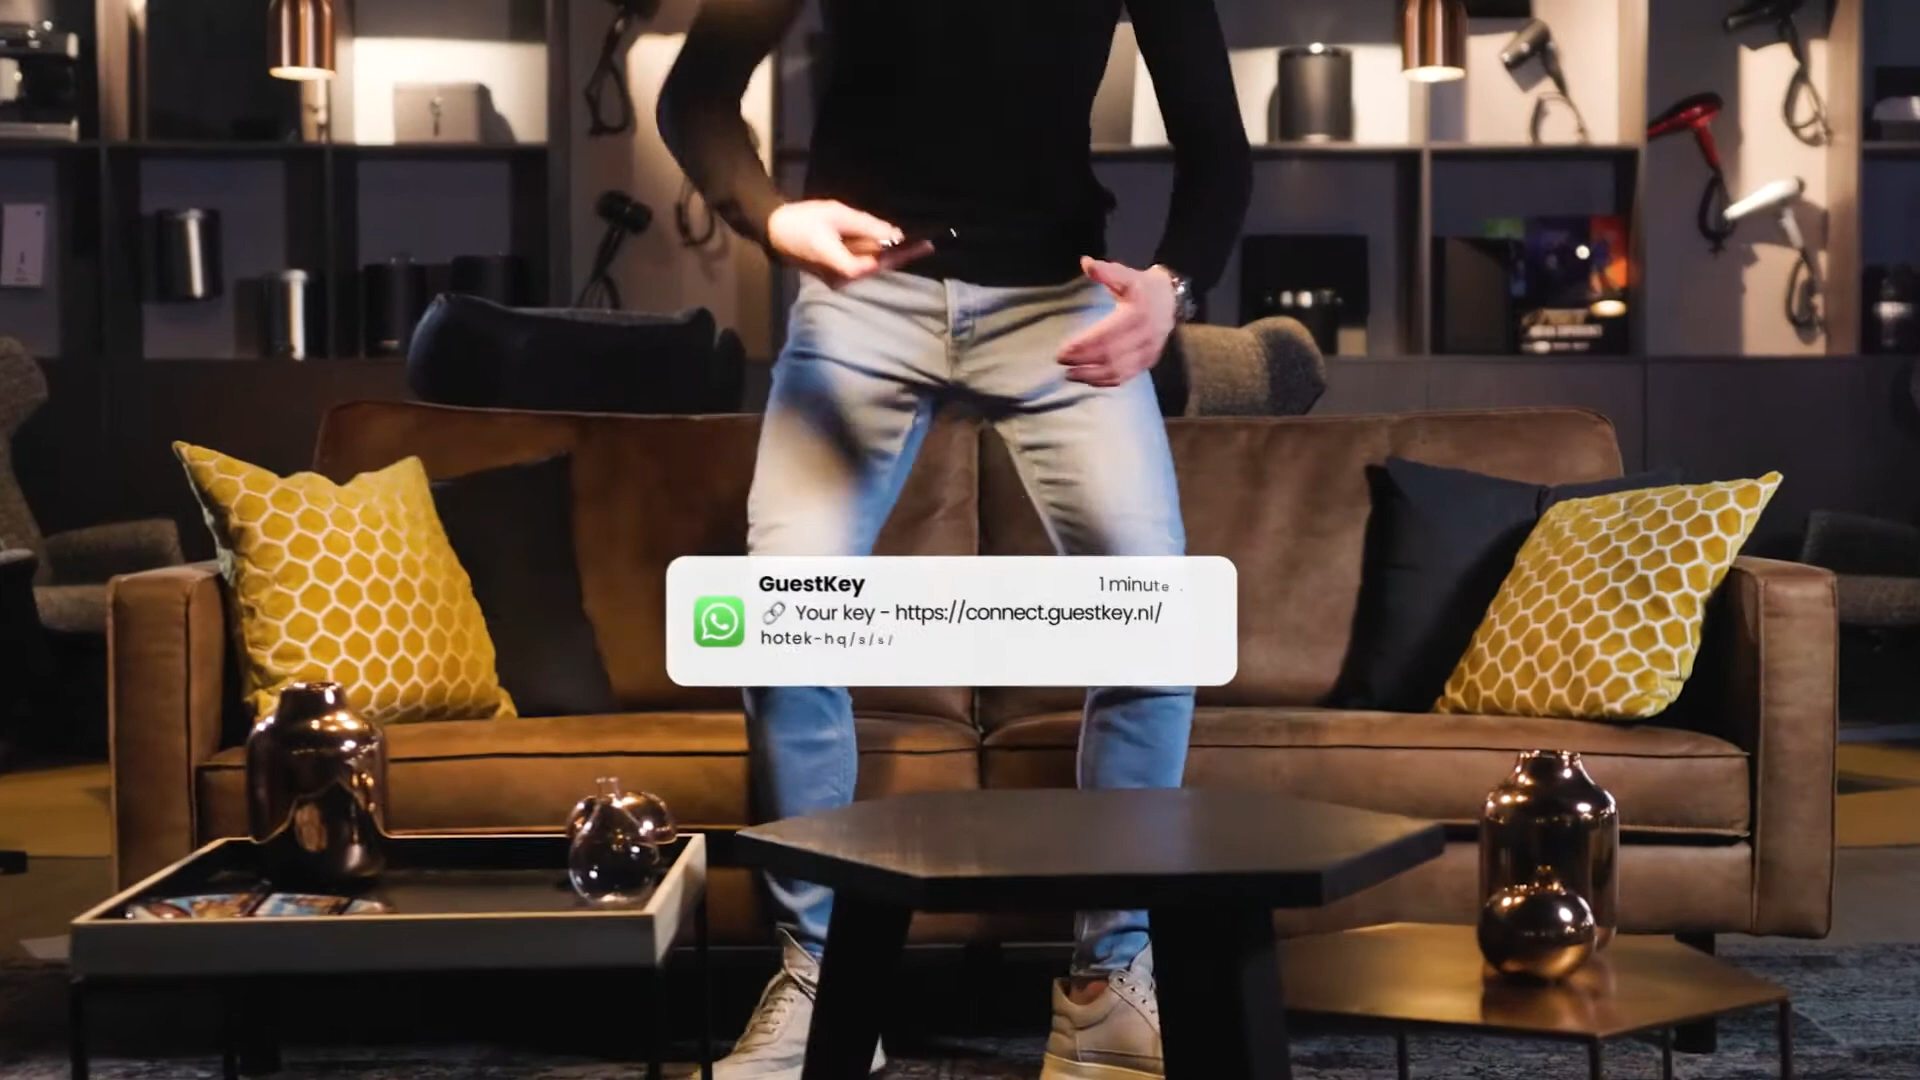 GuestKey
1 minute
🔗 Your key - https://connect.guestkey.nl/
hotek-hq/s/s/